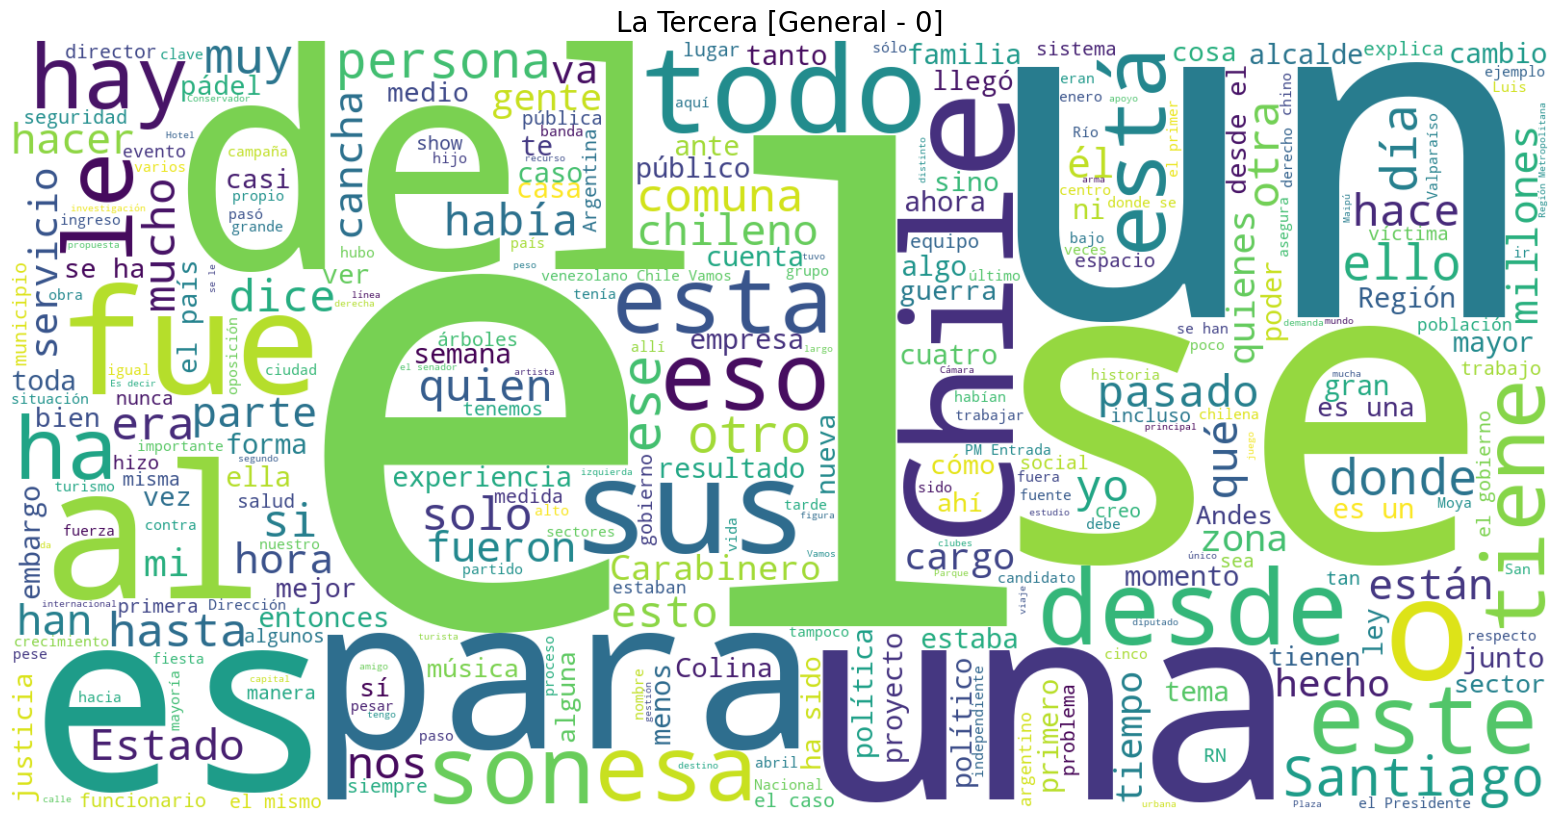 La Tercera [General - 0]
hay
director
clave
muy
persona
del
va
medio
gente
todo
lugar
tanto
sólo
familia
llegó
sistema
un
está
cosa
alcalde
explica
cambio
ejemplo
Luis
pádel
Conservador
seguridad
hacer
Hotel
evento
varios
le
campaña
casi
propio
pasó
grande
cancha
show
hijo
pública
banda
te
recurso
caso
casa
Argentina
aquí
ante
público
comuna
chileno
cuenta
había
hubo
país
eran
enero
apoyo
Río
él
arma
centro
ni
donde se
bajo
veces
espacio
el primer
desde el
otra
derecho chino
día
Valparaíso
hace
Maipú
Región Metropolitana
víctima
ir
millones
ello
Región
quienes
poder
asegura
distinto
sino
ahora
chile
equipo
algo
último
guerra
investigación
ingreso
propuesta
servicio
mucho
se ha
el país
se le
obra
municipio
fue
dice
ver
línea
derecha
peso
venezolano
Chile Vamos
tuvo
grupo
tenía
esta
empresa
el
se
se han
poco
demanda
mundo
población
mayor
trabajo
toda
igual
Es decir
oposición
ciudad
situación
nunca
bien
era
parte
forma
importante
árboles
semana
el senador
artista
quien
tenemos
allí
largo
ese
eso
otro
cuatro
Cámara
habían
trabajar
historia
pasado
incluso
chilena
principal
gran
mucha
es una
qué
juego
donde
es un
el gobierno
Moya
tiene
ha
hizo
misma
turismo
vez
ella
segundo
salud
si
experiencia
izquierda
resultado
nueva
solo
medida
alto
gobierno
sectores
tarde
figura
vida
sus
PM Entrada
cómo
social
sido
ahí
fuera
fuente
estudio
yo
creo
debe
Andes
zona
único
sea
embargo
fuerza
da
al
contra
mi
nuestro
hora
mejor
fueron
partido
Carabinero
Vamos
estaban
esto
cargo
clubes
Parque
candidato
viaje
momento
tan
están
San
han
internacional
primera
Dirección
hasta
entonces
algunos
crecimiento
pese
fiesta
turista
tampoco
estaba
desde
diputado
cinco
ley
o
respecto
tienen
junto
hecho
sector
es
para
amigo
música
sí
pesar
tengo
proceso
alguna
nombre
gestión
menos
Colina
ha sido
política
proyecto
político
independiente
una
tiempo
tema
argentino
primero
problema
RN
este
Santiago
justicia
hacia
mayoría
capital
manera
Estado
calle
funcionario
el mismo
nos
paso
siempre
son
esa
destino
abril
Nacional
el caso
urbana
Plaza
el Presidente